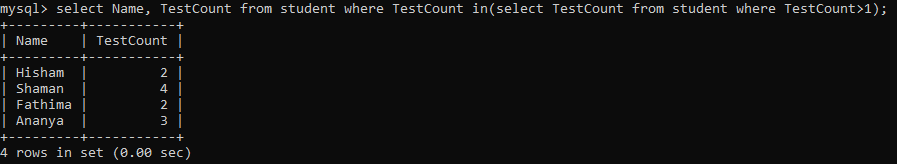 mysql> select Name, TestCount from student where TestCount in(select TestCount from student where TestCount>1);
+---------+-----------+
| Name    | TestCount |
+---------+-----------+
| Hisham  |         2 |
| Shaman  |         4 |
| Fathima |         2 |
| Ananya  |         3 |
+---------+-----------+
4 rows in set (0.00 sec)